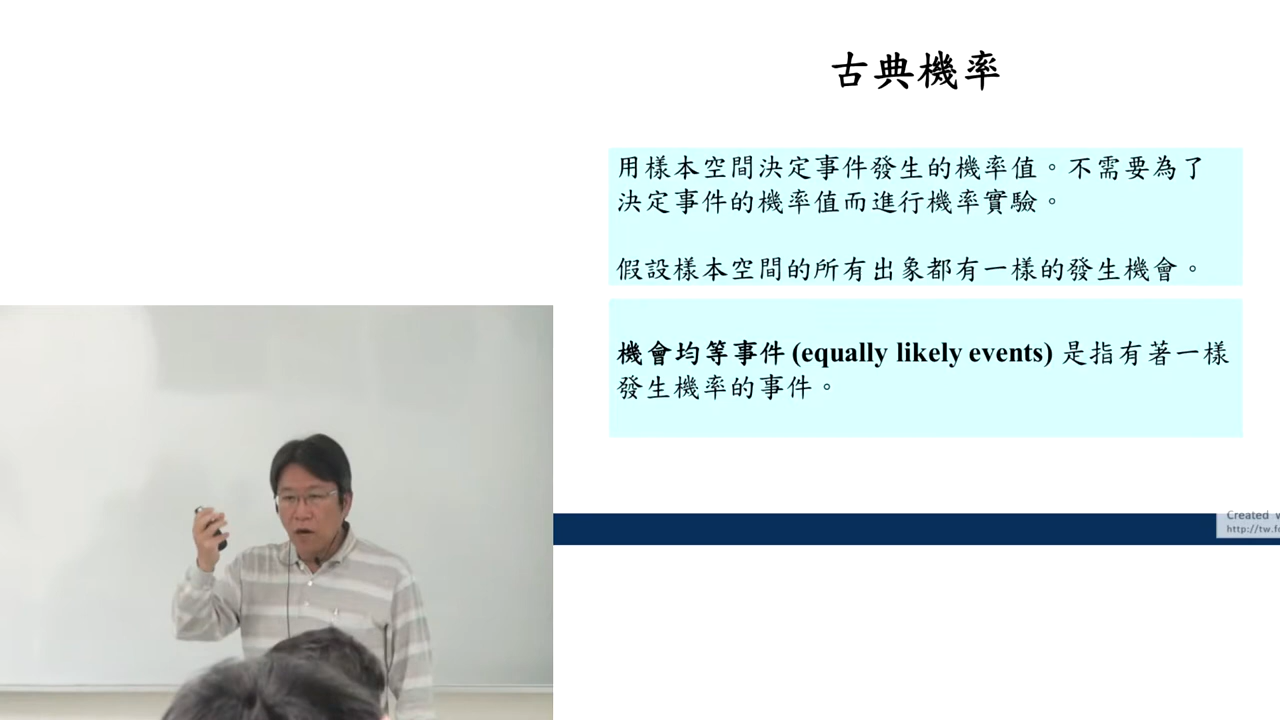 古典機率
用樣本空間決定事件發生的機率值。不需要為了
決定事件的機率值而進行機率實驗。
假設樣本空間的所有出象都有一樣的發生機會。
機會均等事件 (equally likely events) 是指有著一樣
發生機率的事件。
Created
http://tw.f